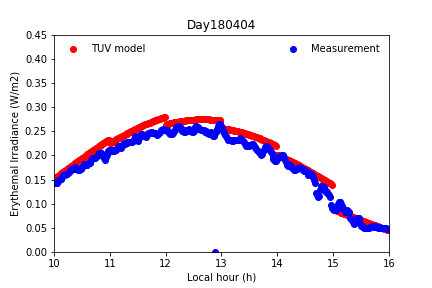 Day180404
TUV model
Measurement
Erythemal Irradiance (W/m2)
0.45
0.40
0.35
0.30
0.25
0.20
0.15
0.10
0.05
0.00
10 11 12 13 14 15 16
Local hour (h)